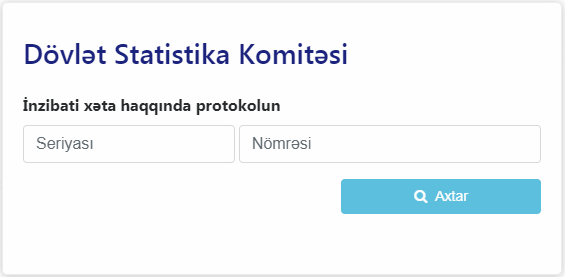 Dövlət Statistika Komitəsi
İnzibati xəta haqqında protokolun
Seriyası Nömrəsi
Axtar